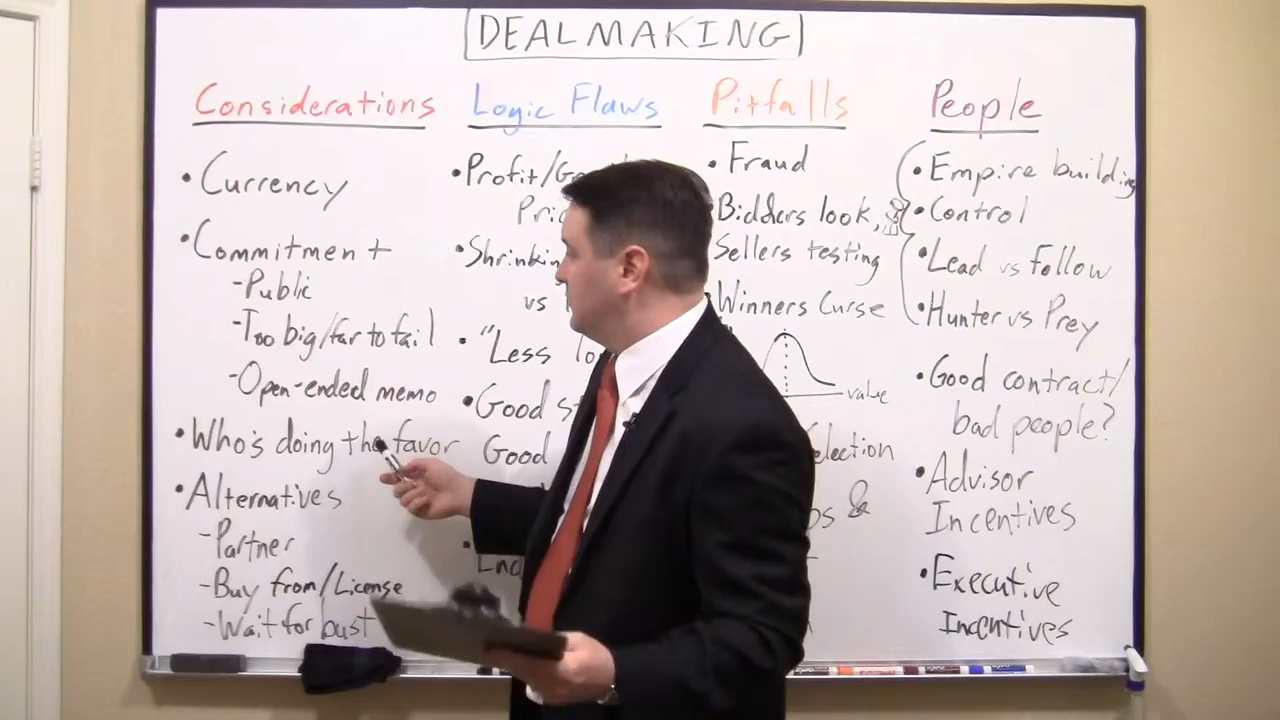 DEALMAKING
Considerations
• Currency
• Commitment
-Public
-Too big/far to fail
-Open-ended memo
• Who's doing the favor
• Alternatives
-Partner
-Buy from/License
-Wait for bust
Logic Flaws
• Profit/
• 
vs
• "Less
• Good
Good
•
Pitfalls
• Fraud
Bidders look,
Sellers testing
Winners Curse
value
&
People
• Empire building
• Control
• Lead vs Follow
• Hunter vs Prey
• Good contract/
bad people?
• Advisor
Incentives
• Executive
Incentives